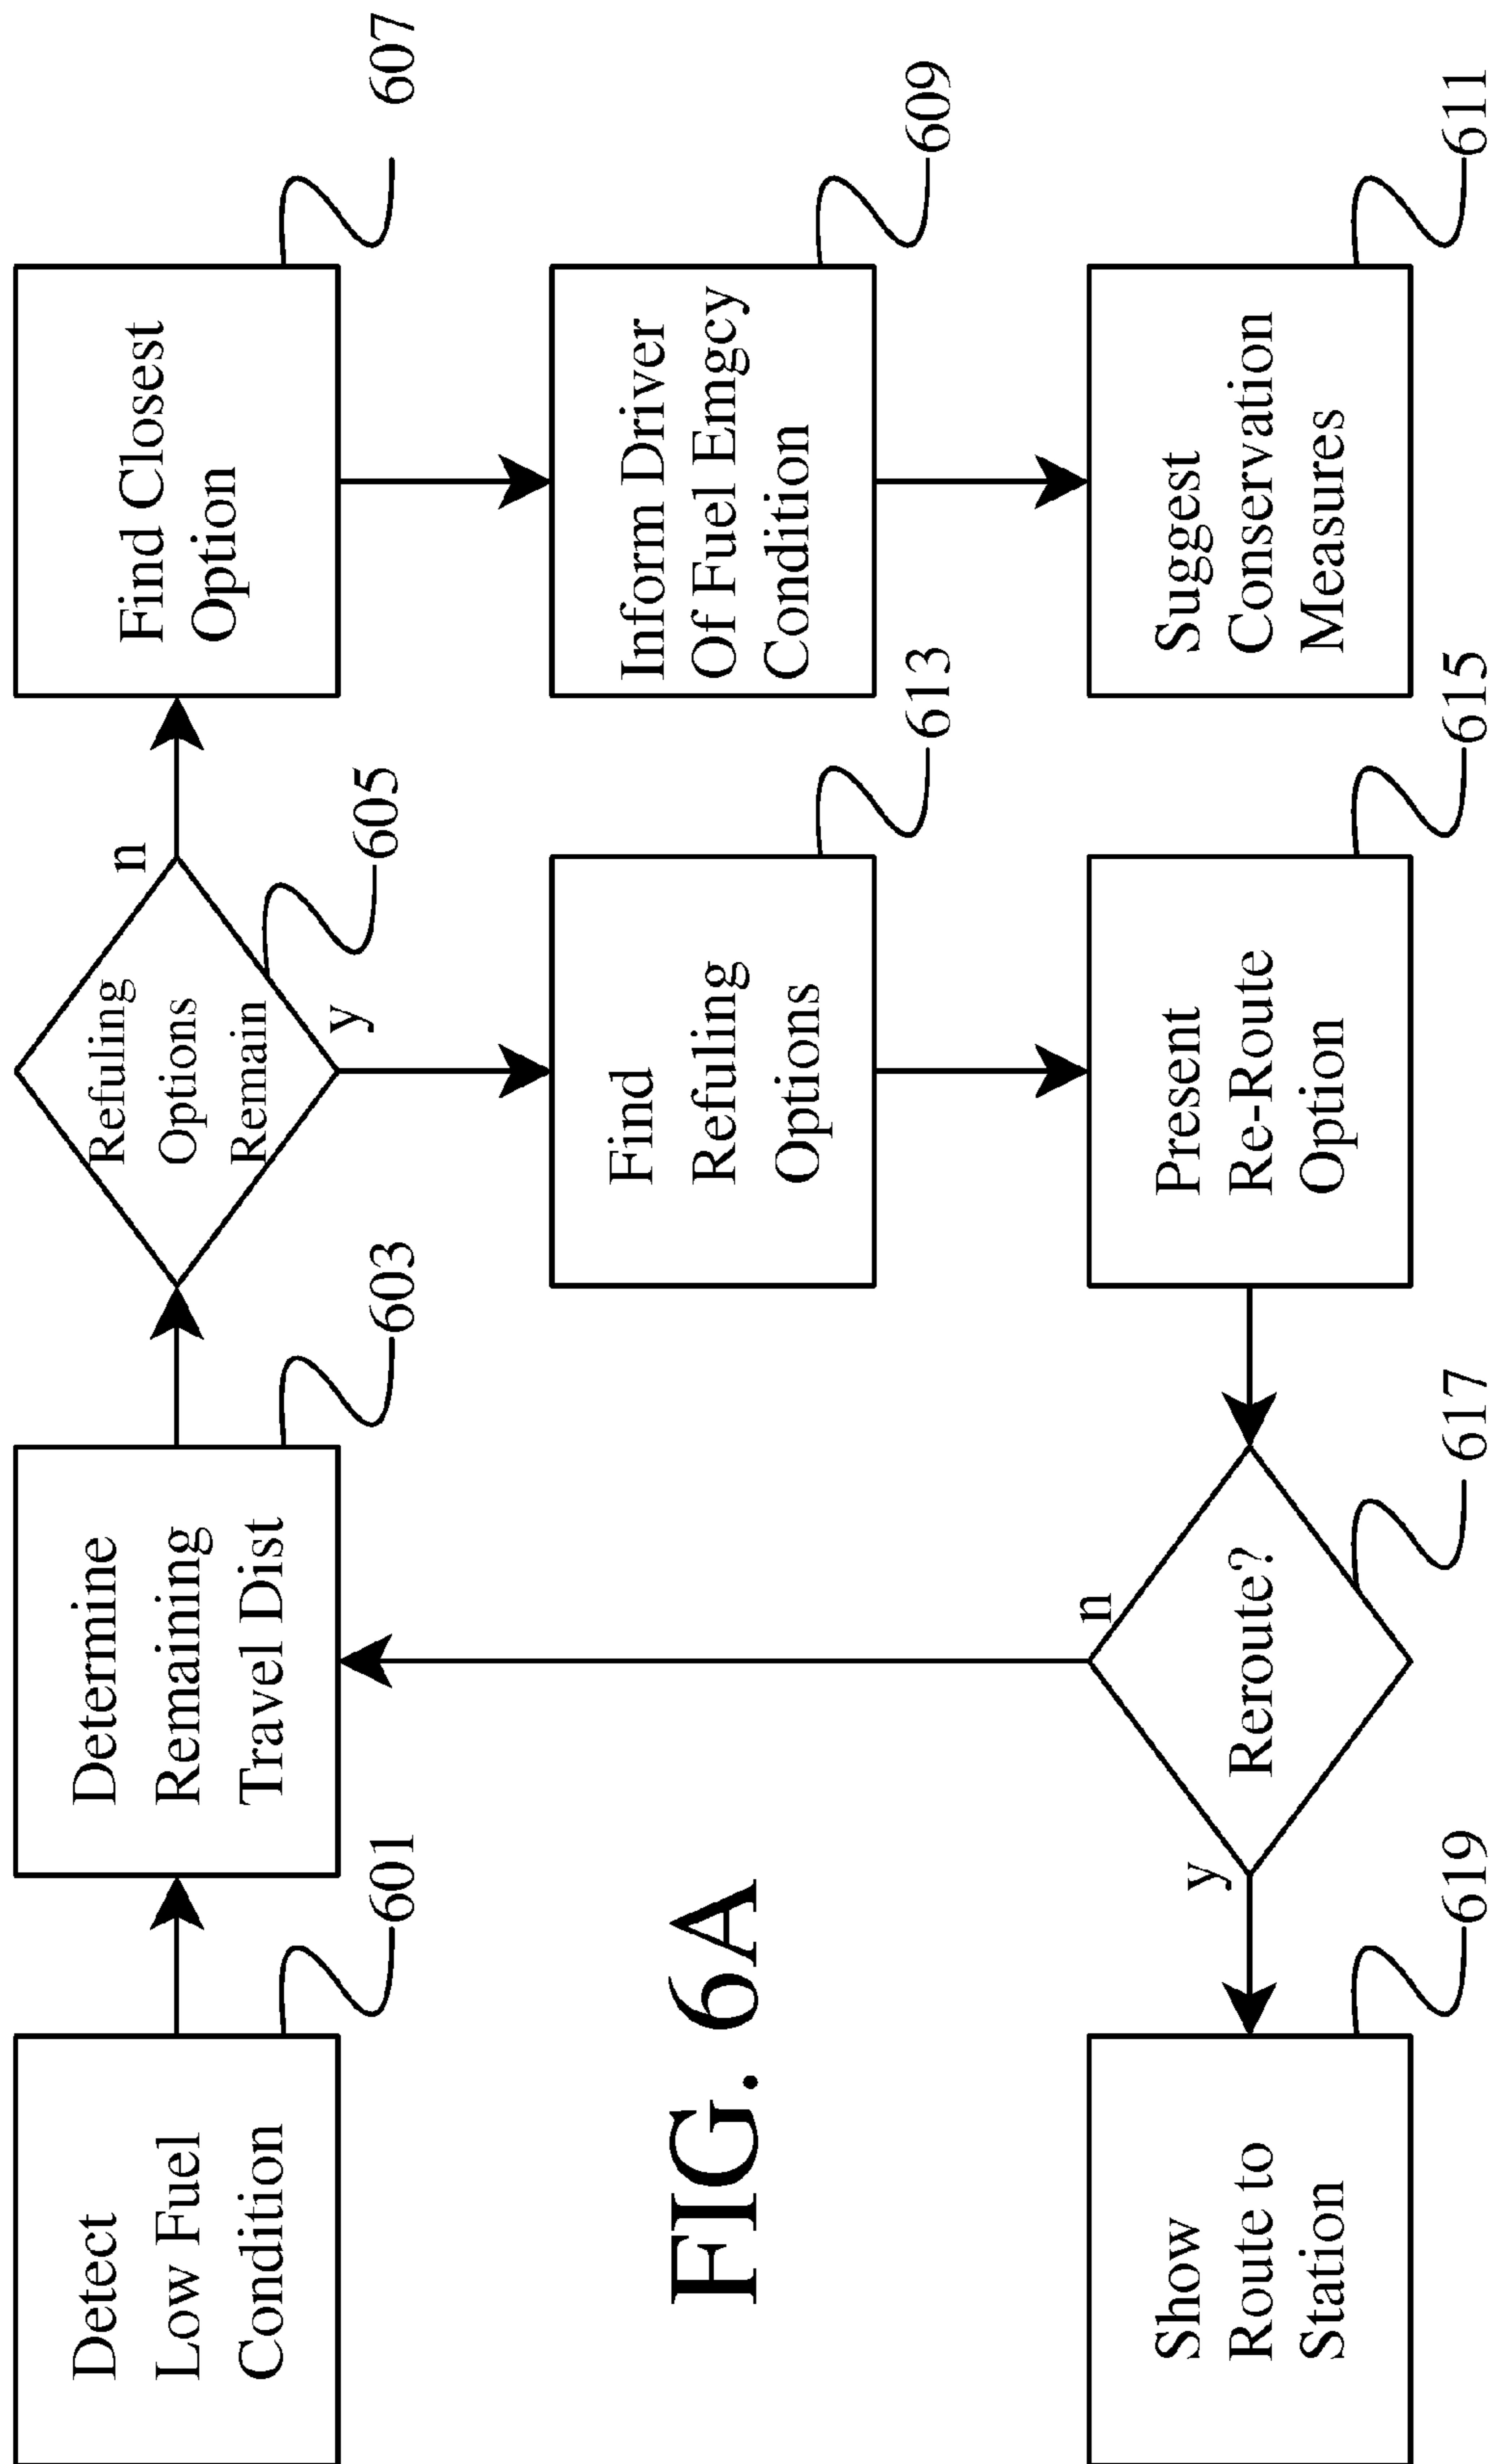 Detect
Low Fuel
Condition
601
Determine
Remaining
Travel Dist
603
Refuling
Options
Remain
n
y
605
Find Closest
Option
607
Inform Driver
Of Fuel Emgcy
Condition
609
Suggest
Conservation
Measures
611
Find
Refuling
Options
613
Present
Re-Route
Option
615
Reroute?
n
y
617
Show
Route to
Station
619
FIG. 6A